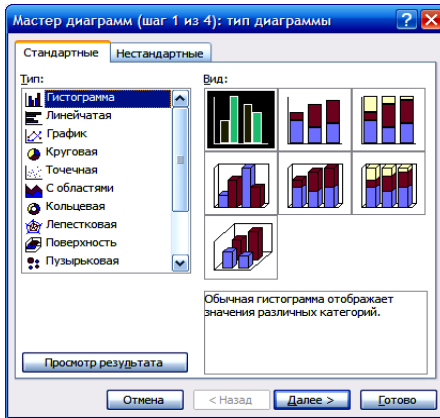 Мастер диаграмм (шаг 1 из 4): тип диаграммы
Стандартные Нестандартные
Тип: Вид:
Гистограмма
Линейчатая
График
Круговая
Точечная
С областями
Кольцевая
Лепестковая
Поверхность
Пузырьковая
Обычная гистограмма отображает
значения различных категорий.
Просмотр результата
Отмена < Назад Далее > Готово